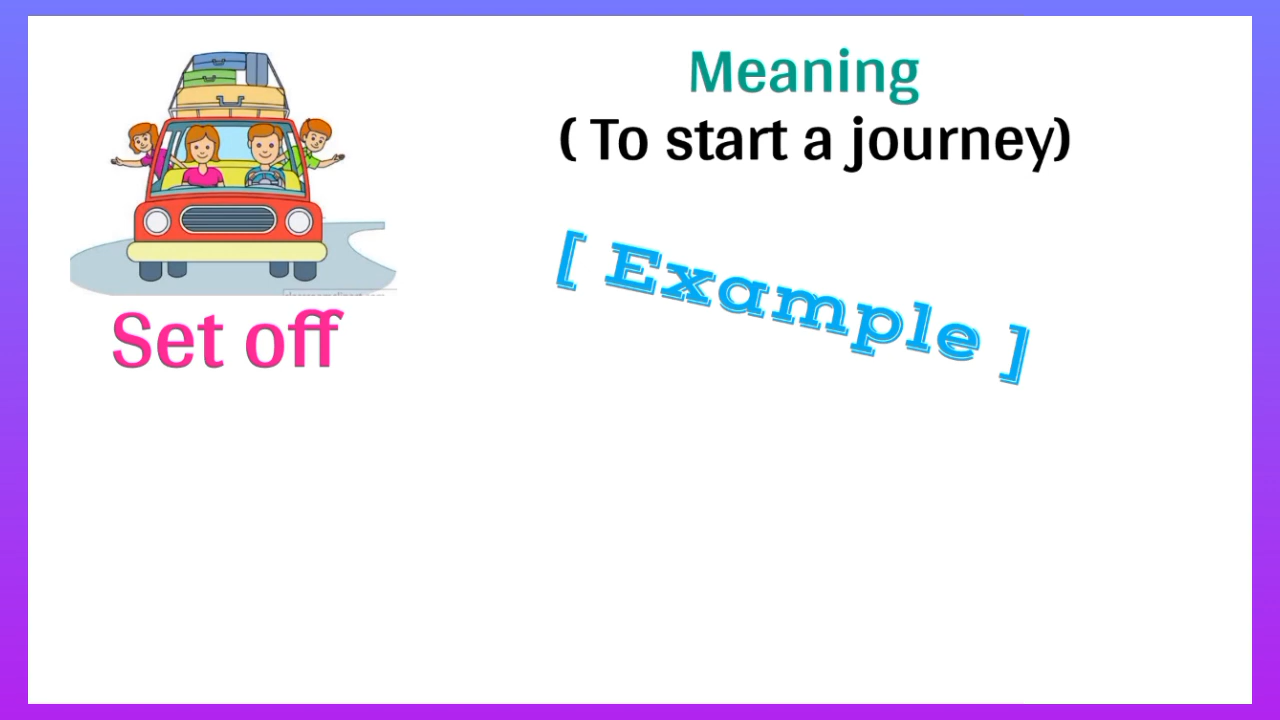 Meaning
( To start a journey)
[ Example ]
Set off